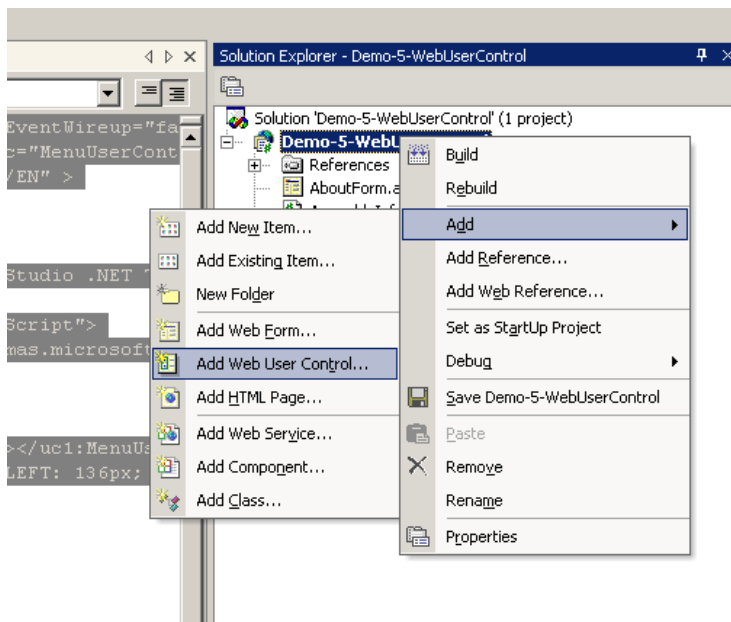 Solution Explorer - Demo-5-WebUserControl
EventWireup="fa
="MenuUserCont
/EN" >
Studio .NET
Script">
mas.microsoft
></uc1:MenuUs
LEFT: 136px;
Solution 'Demo-5-WebUserControl' (1 project)
Demo-5-WebU
References
AboutForm.a
Build
Rebuild
Add
Add Reference...
Add Web Reference...
Set as StartUp Project
Debug
Save Demo-5-WebUserControl
Paste
Remove
Rename
Properties
Add New Item...
Add Existing Item...
New Folder
Add Web Form...
Add Web User Control...
Add HTML Page...
Add Web Service...
Add Component...
Add Class...